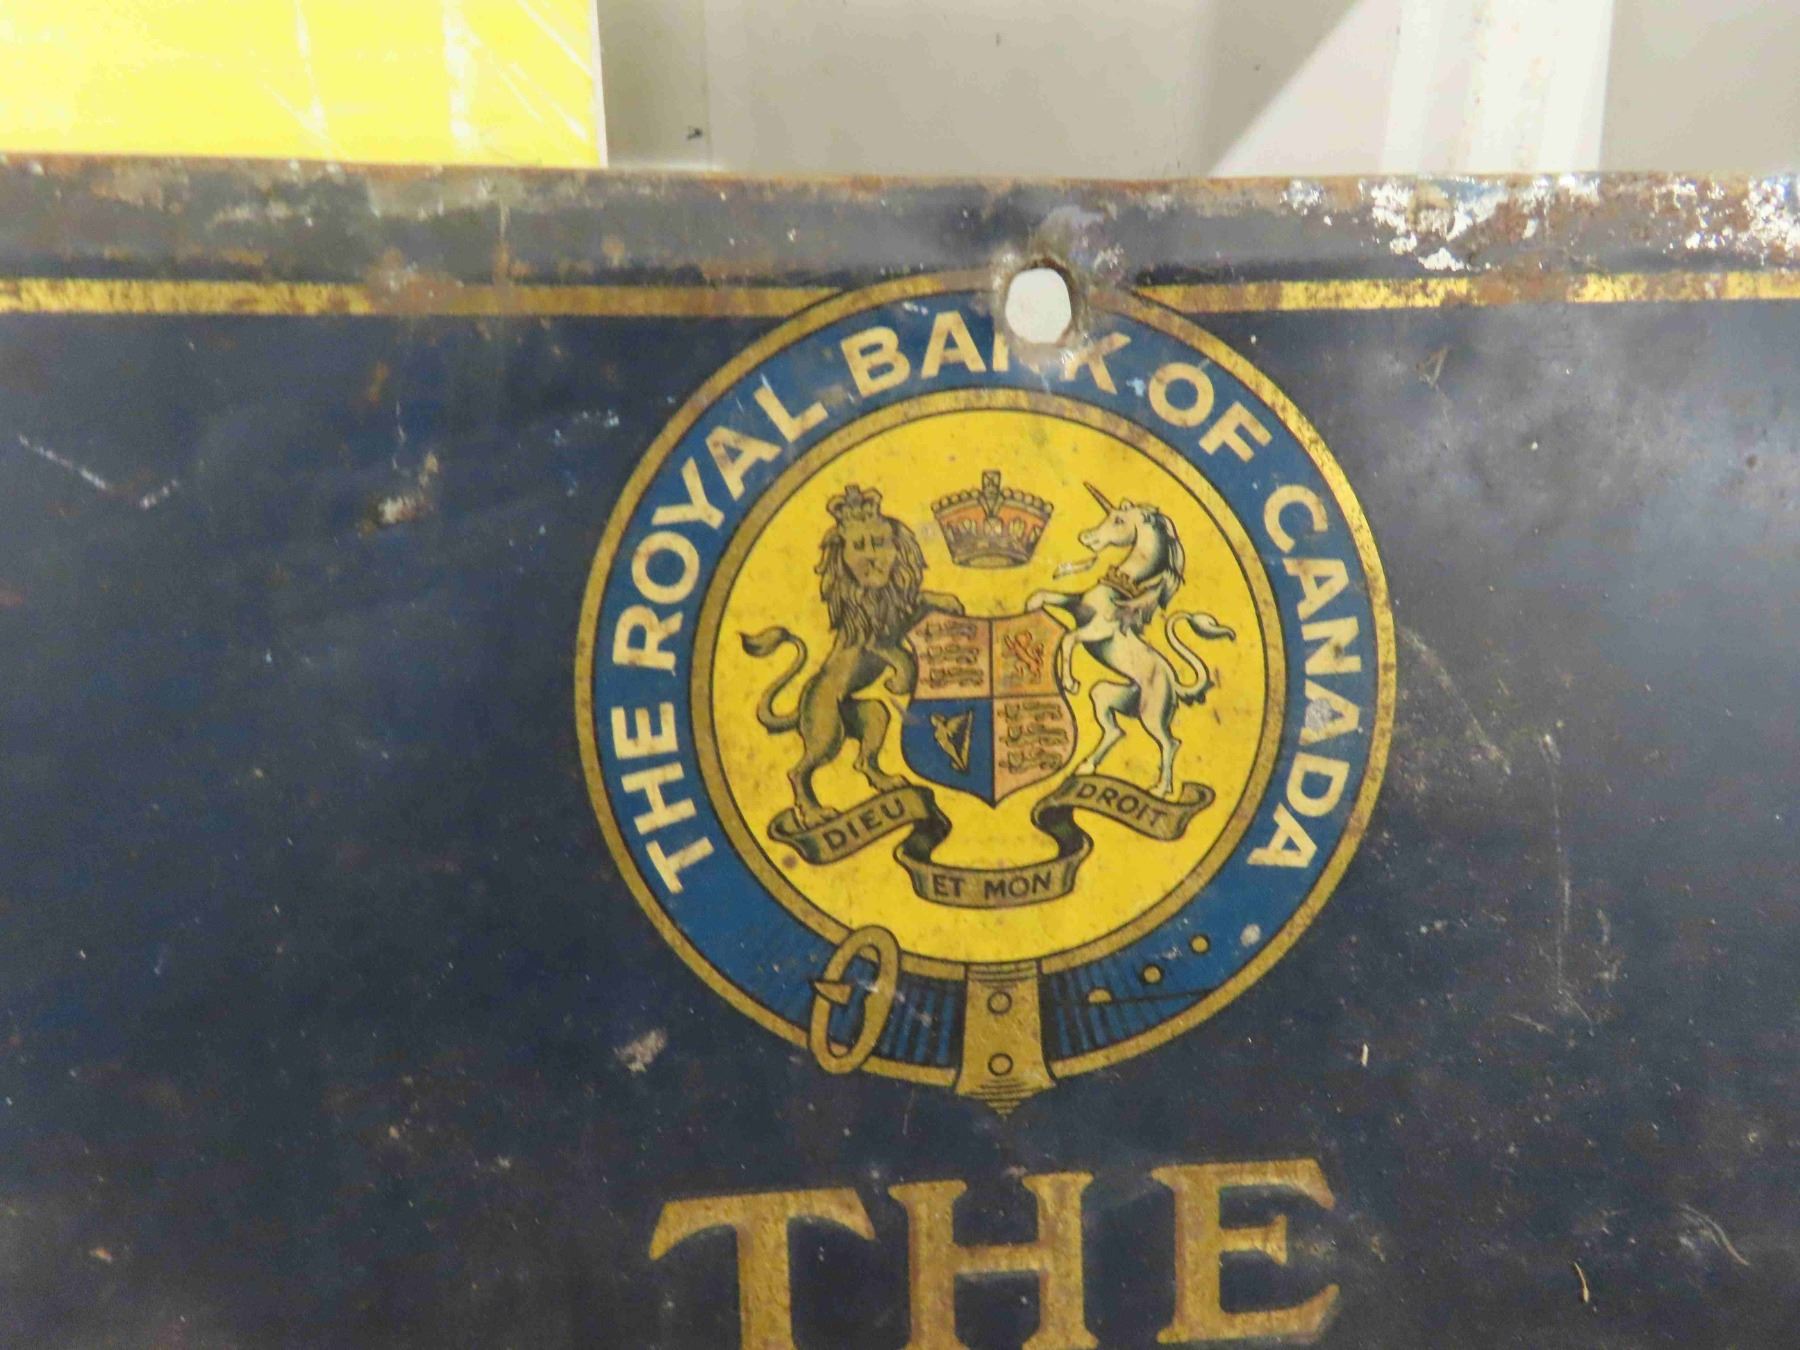 THE ROYAL BANK OF CANADA
DIEU ET MON DROIT
THE